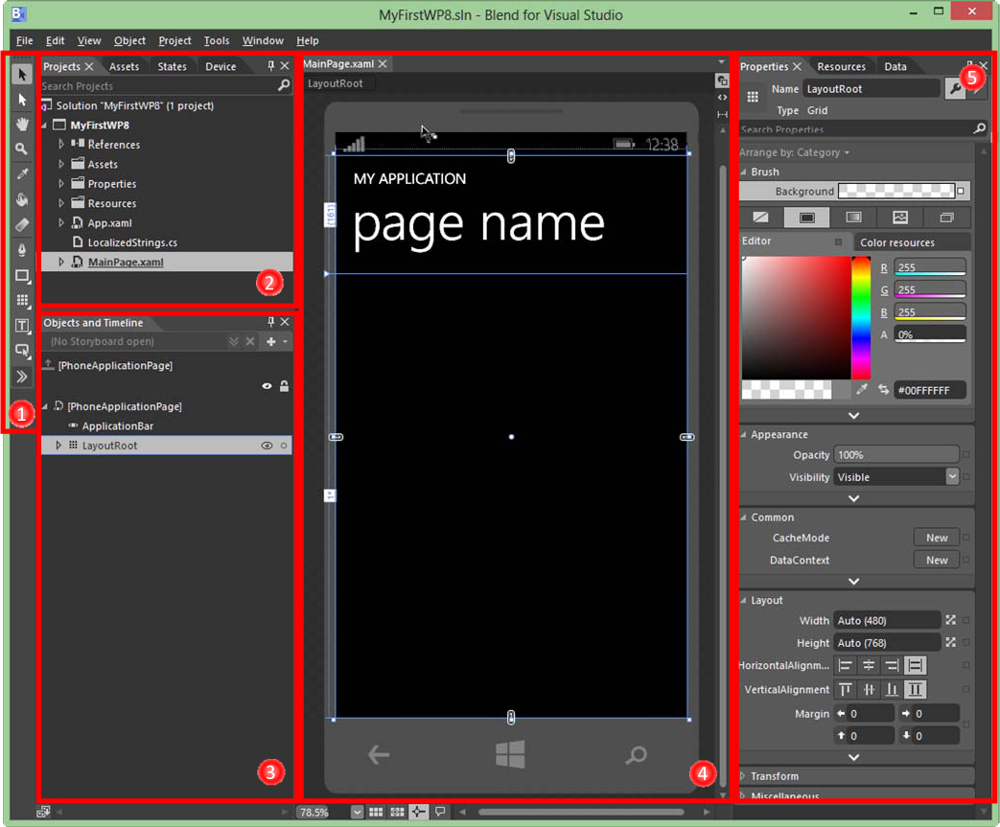 MyFirstWP8.sln - Blend for Visual Studio
File Edit View Object Project Tools Window Help
1
Projects Assets States Device
Search Projects
Solution "MyFirstWP8" (1 project)
MyFirstWP8
References
Assets
Properties
Resources
App.xaml
LocalizedStrings.cs
MainPage.xaml
2
Objects and Timeline
(No Storyboard open)
[PhoneApplicationPage]
[PhoneApplicationPage]
ApplicationBar
LayoutRoot
3
MainPage.xaml
LayoutRoot
12:38
MY APPLICATION
page name
(161)
1*
4
78.5%
Properties Resources Data
5
Name LayoutRoot
Type Grid
Search Properties
Arrange by: Category
Brush
Background
Editor Color resources
R 255
G 255
B 255
A 0%
#00FFFFFF
Appearance
Opacity 100%
Visibility Visible
Common
CacheMode New
DataContext New
Layout
Width Auto (480)
Height Auto (768)
HorizontalAlignm...
VerticalAlignment
Margin 0 0
0 0
Transform
Miscellaneous